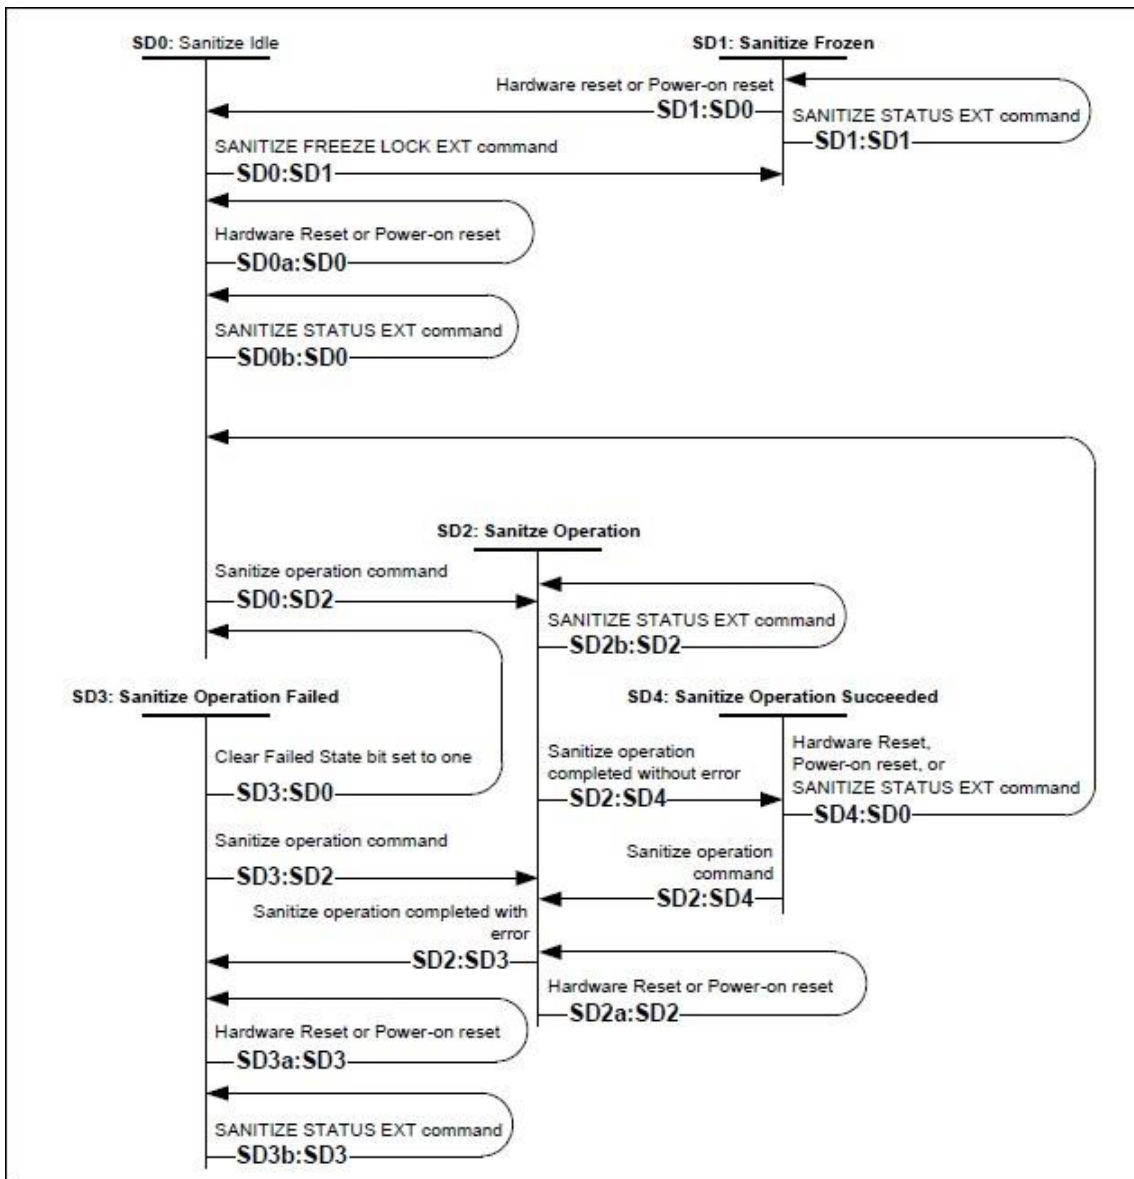 SD0: Sanitize Idle
SD1: Sanitize Frozen
Hardware reset or Power-on reset
SD1:SD0
SANITIZE STATUS EXT command
SD1:SD1
SANITIZE FREEZE LOCK EXT command
SD0:SD1
Hardware Reset or Power-on reset
SD0a:SD0
SANITIZE STATUS EXT command
SD0b:SD0
SD2: Sanitze Operation
Sanitize operation command
SD0:SD2
SANITIZE STATUS EXT command
SD2b:SD2
SD3: Sanitize Operation Failed
SD4: Sanitize Operation Succeeded
Clear Failed State bit set to one
SD3:SD0
Sanitize operation
completed without error
SD2:SD4
Hardware Reset,
Power-on reset, or
SANITIZE STATUS EXT command
SD4:SD0
Sanitize operation command
SD3:SD2
Sanitize operation
command
SD2:SD4
Sanitize operation completed with
error
SD2:SD3
Hardware Reset or Power-on reset
SD2a:SD2
Hardware Reset or Power-on reset
SD3a:SD3
SANITIZE STATUS EXT command
SD3b:SD3